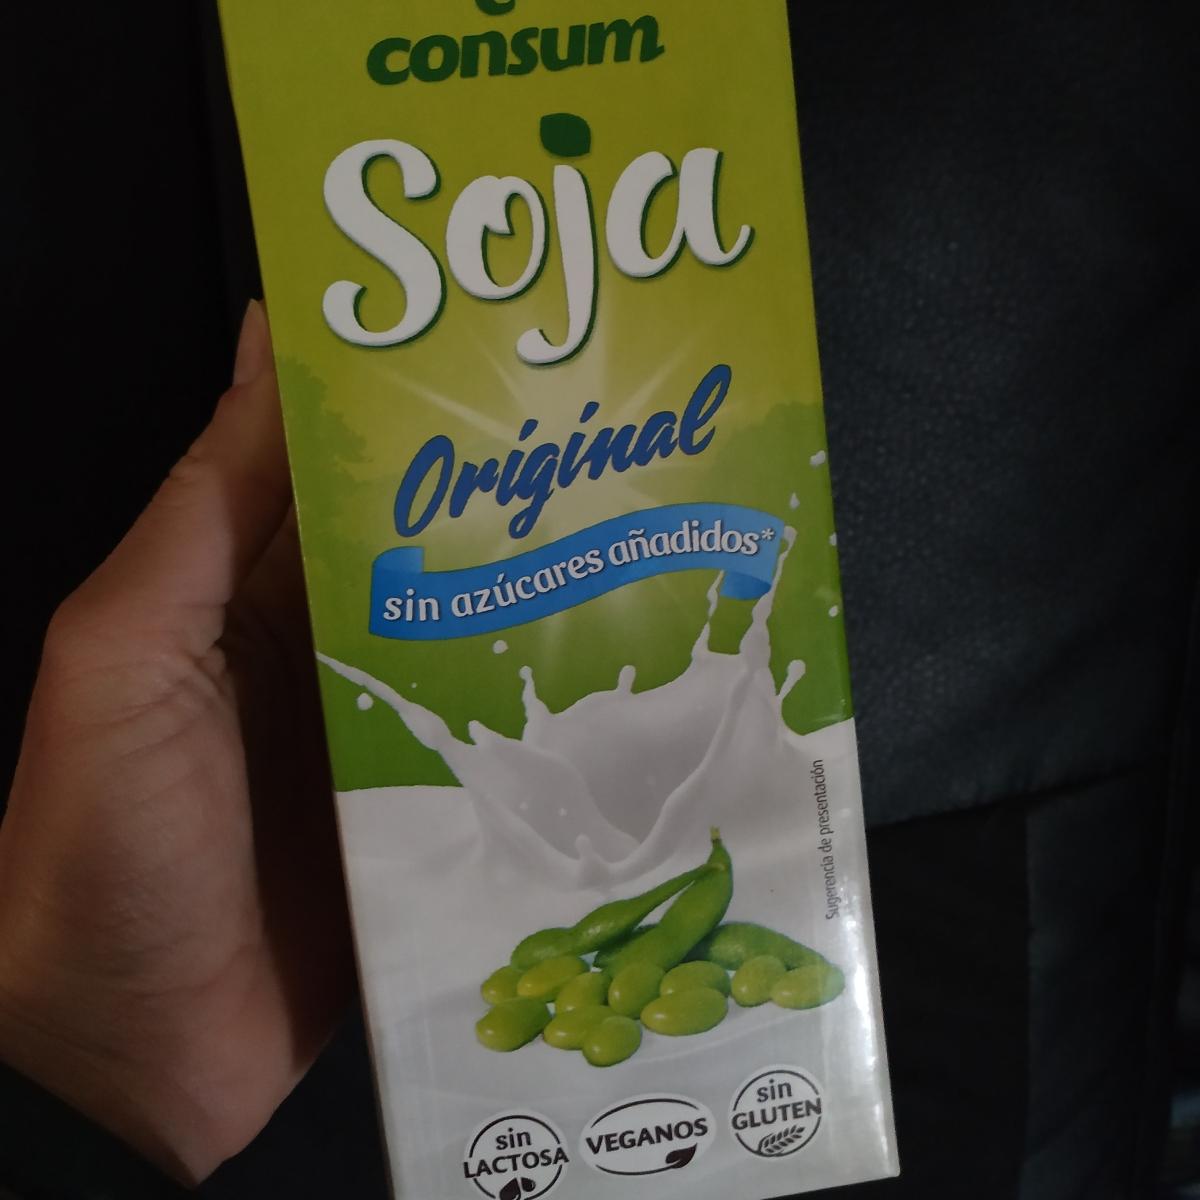 consum
Soja
Original
sin azúcares añadidos*
Sugerencia de presentación
sin
LACTOSA
VEGANOS
sin
GLUTEN